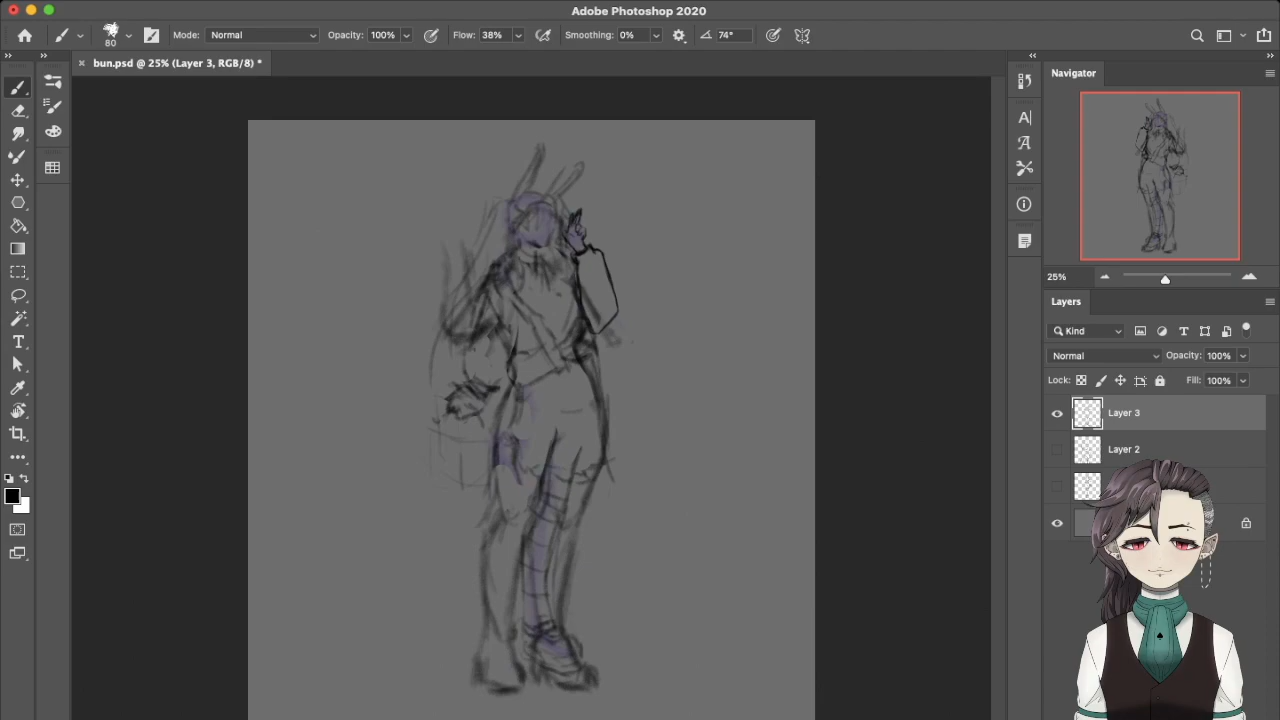 Adobe Photoshop 2020
80 Mode: Normal Opacity: 100% Flow: 38% Smoothing: 0% 74°
bun.psd @ 25% (Layer 3, RGB/8) *
Navigator
25%
Layers
Kind
Normal Opacity: 100%
Lock: Fill: 100%
Layer 3
Layer 2